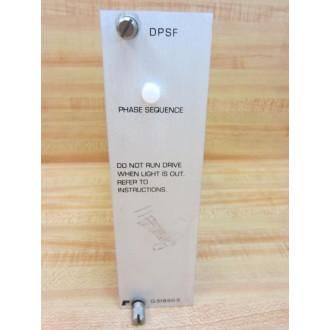 DPSF
PHASE SEQUENCE
DO NOT RUN DRIVE
WHEN LIGHT IS OUT.
REFER TO
INSTRUCTIONS.